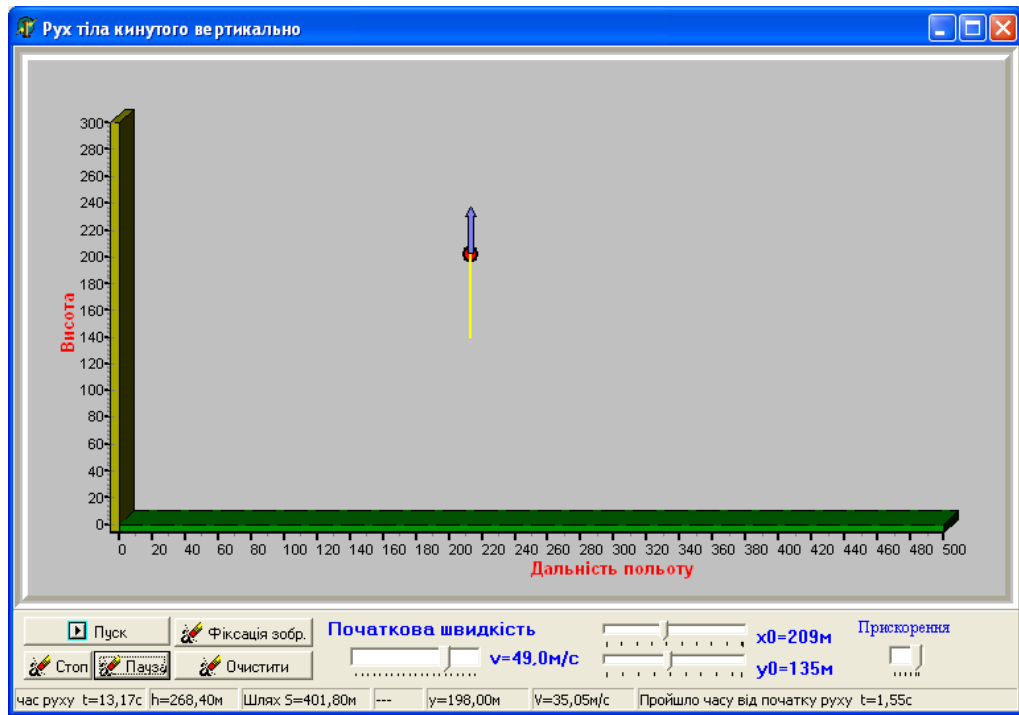 Рух тіла кинутого вертикально
300
280
260
240
220
200
180
160
140
120
100
80
60
40
20
0
Висота
0 20 40 60 80 100 120 140 160 180 200 220 240 260 280 300 320 340 360 380 400 420 440 460 480 500
Дальність польоту
Пуск
Фіксація зобр.
Стоп
Пауза
Очистити
Початкова швидкість
v=49,0м/с
x0=209м
y0=135м
Прискорення
час руху t=13,17с h=268,40м Шлях S=401,80м --- y=198,00м V=35,05м/с Пройшло часу від початку руху t=1,55с